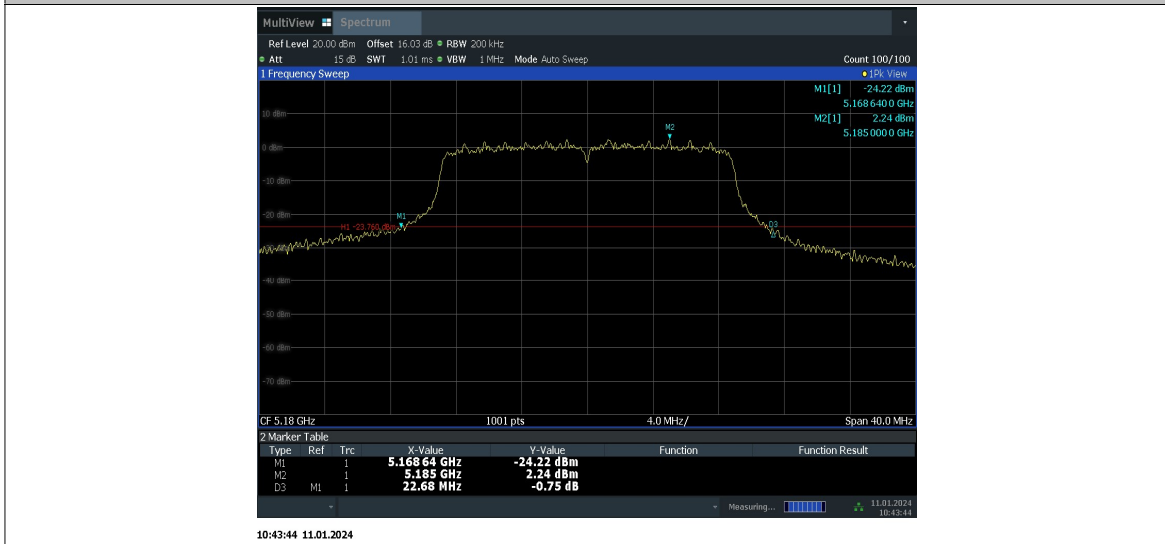 MultiView Spectrum
Ref Level 20.00 dBm Offset 16.03 dB RBW 200 kHz
Att 15 dB SWT 1.01 ms VBW 1 MHz Mode Auto Sweep Count 100/100
1 Frequency Sweep 1Pk View
M1[1] -24.22 dBm
5.168 640 0 GHz
M2[1] 2.24 dBm
5.185 000 0 GHz
10 dBm
M2
0 dBm
-10 dBm
-20 dBm
M1
H1 -23.760 dBm
D3
-40 dBm
-50 dBm
-60 dBm
-70 dBm
CF 5.18 GHz 1001 pts 4.0 MHz/ Span 40.0 MHz
2 Marker Table
Type Ref Trc X-Value Y-Value Function Function Result
M1 1 5.168 64 GHz -24.22 dBm
M2 1 5.185 GHz 2.24 dBm
D3 M1 1 22.68 MHz -0.75 dB
Measuring... 11.01.2024
10:43:44
10:43:44 11.01.2024